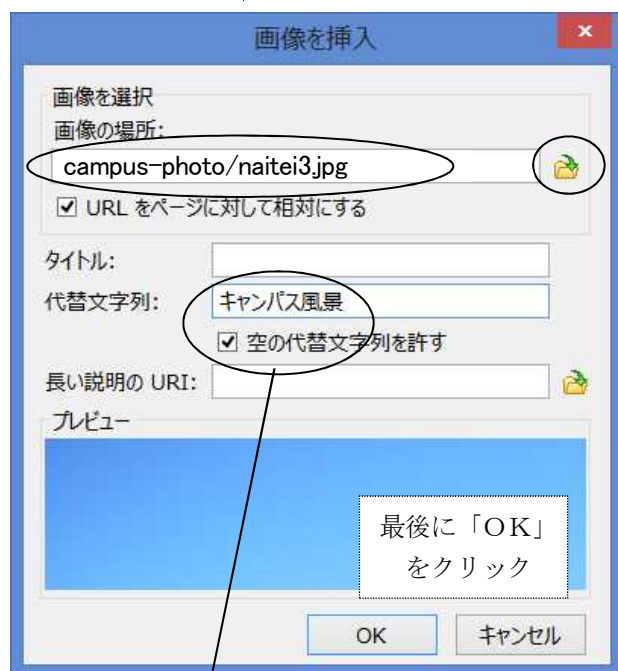 画像を挿入
画像を選択
画像の場所:
campus-photo/naitei3.jpg
URL をページに対して相対にする
タイトル:
代替文字列: キャンパス風景
空の代替文字列を許す
長い説明の URI:
プレビュー
最後に「OK」
をクリック
OK キャンセル